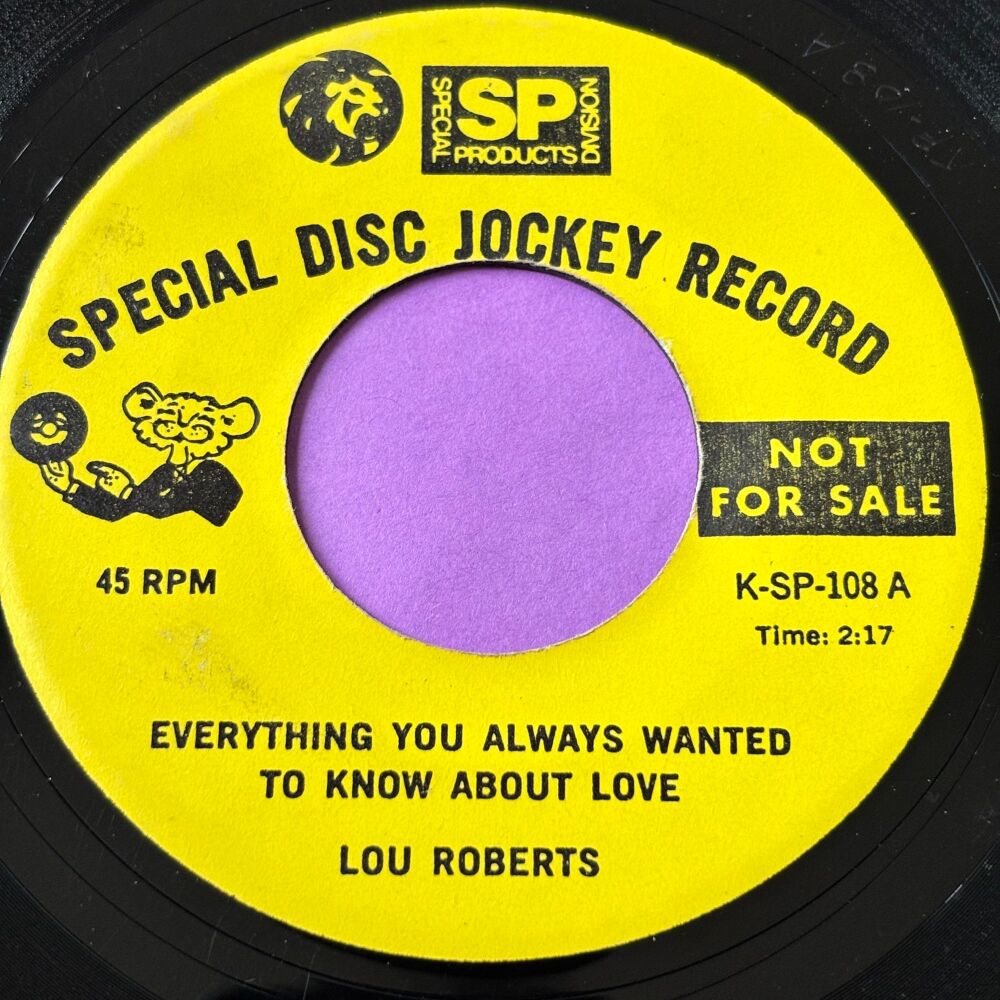 SPECIAL
SP
DIVISION
PRODUCTS
SPECIAL DISC JOCKEY RECORD
NOT
FOR SALE
45 RPM
K-SP-108 A
Time: 2:17
EVERYTHING YOU ALWAYS WANTED
TO KNOW ABOUT LOVE
LOU ROBERTS